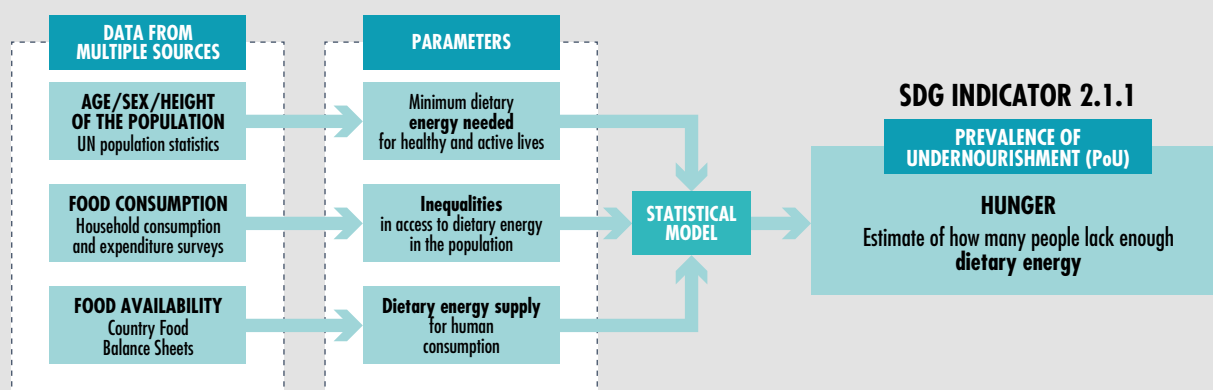 DATA FROM
MULTIPLE SOURCES
AGE/SEX/HEIGHT
OF THE POPULATION
UN population statistics
FOOD CONSUMPTION
Household consumption
and expenditure surveys
FOOD AVAILABILITY
Country Food
Balance Sheets
PARAMETERS
Minimum dietary
energy needed
for healthy and active lives
Inequalities
in access to dietary energy
in the population
Dietary energy supply
for human
consumption
STATISTICAL
MODEL
SDG INDICATOR 2.1.1
PREVALENCE OF
UNDERNOURISHMENT (PoU)
HUNGER
Estimate of how many people lack enough
dietary energy